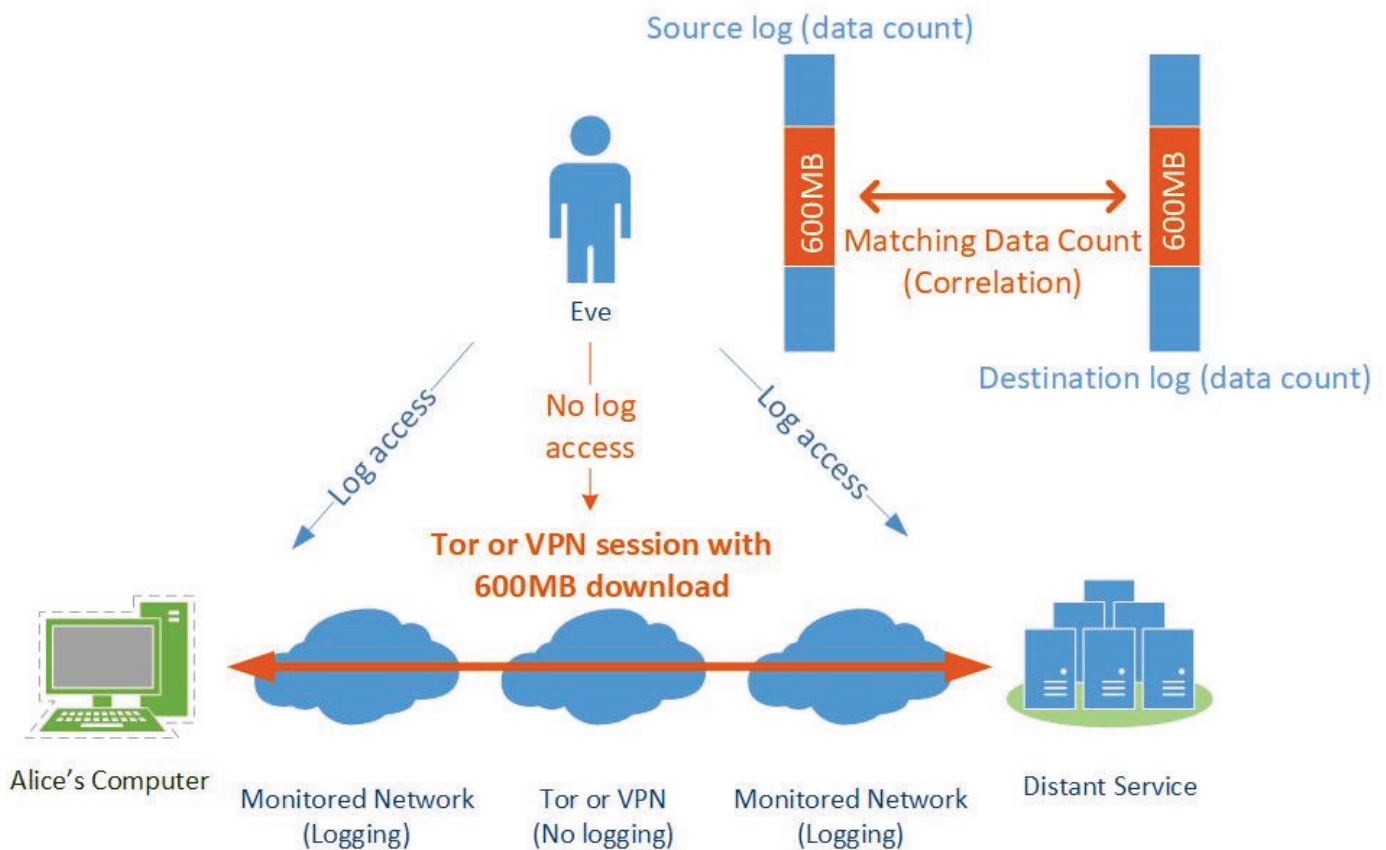 Source log (data count)
600MB
600MB
Matching Data Count
(Correlation)
Destination log (data count)
Eve
Log access
No log
access
Log access
Tor or VPN session with
600MB download
Alice's Computer
Monitored Network
(Logging)
Tor or VPN
(No logging)
Monitored Network
(Logging)
Distant Service